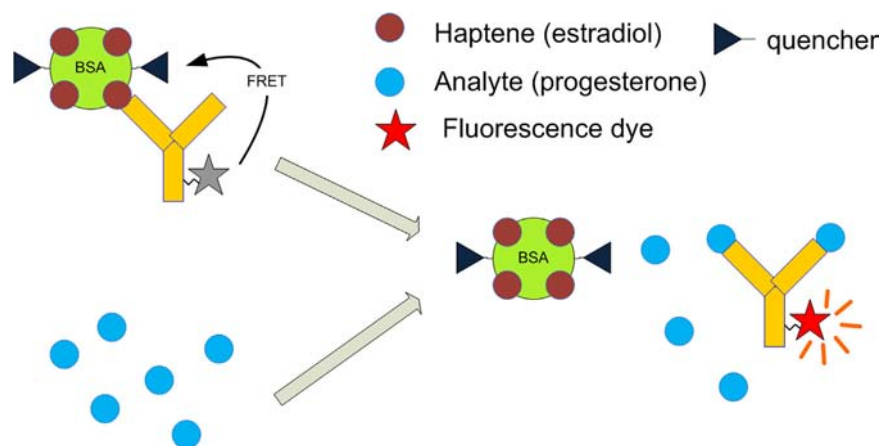 BSA
FRET
Haptene (estradiol)
quencher
Analyte (progesterone)
Fluorescence dye
BSA